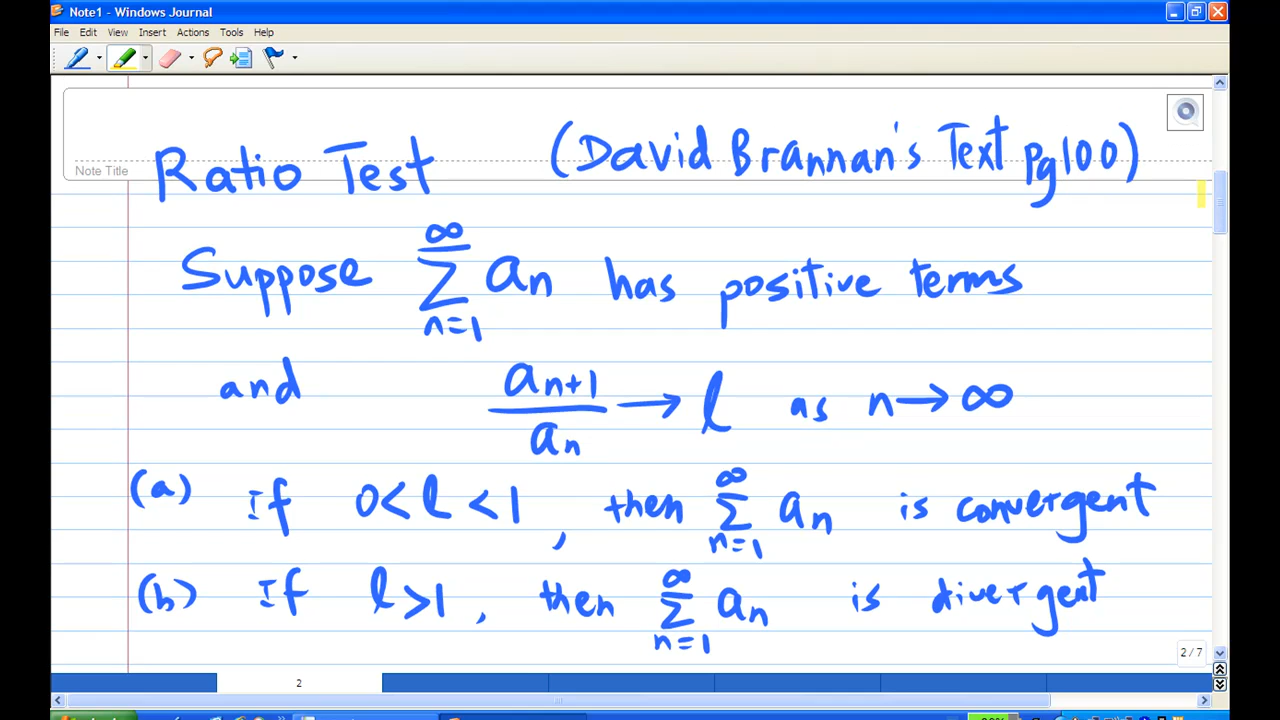 Note1 - Windows Journal
File Edit View Insert Actions Tools Help
Note Title
Ratio Test (David Brannan's Text Pg100)
Suppose ∑_{n=1}^{∞} a_n has positive terms
and a_{n+1}/a_n → l as n → ∞
(a) If 0 < l < 1, then ∑_{n=1}^{∞} a_n is convergent
(b) If l > 1, then ∑_{n=1}^{∞} a_n is divergent
2 / 7
2